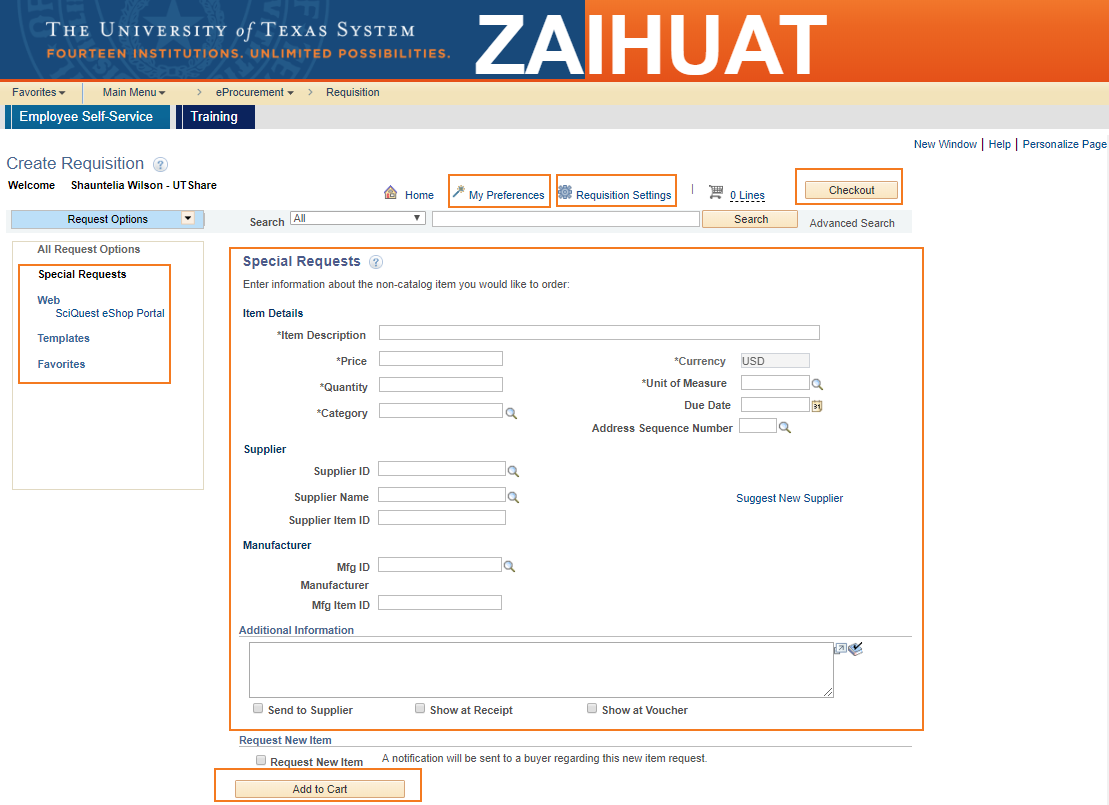 THE UNIVERSITY of TEXAS SYSTEM
FOURTEEN INSTITUTIONS. UNLIMITED POSSIBILITIES.
ZAIHUAT
Favorites Main Menu > eProcurement > Requisition
Employee Self-Service Training
New Window | Help | Personalize Page
Create Requisition ?
Welcome Shauntelia Wilson - UTShare
Home My Preferences Requisition Settings | 0 Lines Checkout
Request Options Search All Search Advanced Search
All Request Options
Special Requests
Web
SciQuest eShop Portal
Templates
Favorites
Special Requests ?
Enter information about the non-catalog item you would like to order:
Item Details
*Item Description
*Price *Currency USD
*Quantity *Unit of Measure
Due Date 31
*Category
Address Sequence Number
Supplier
Supplier ID
Supplier Name Suggest New Supplier
Supplier Item ID
Manufacturer
Mfg ID
Manufacturer
Mfg Item ID
Additional Information
Send to Supplier Show at Receipt Show at Voucher
Request New Item
Request New Item A notification will be sent to a buyer regarding this new item request.
Add to Cart